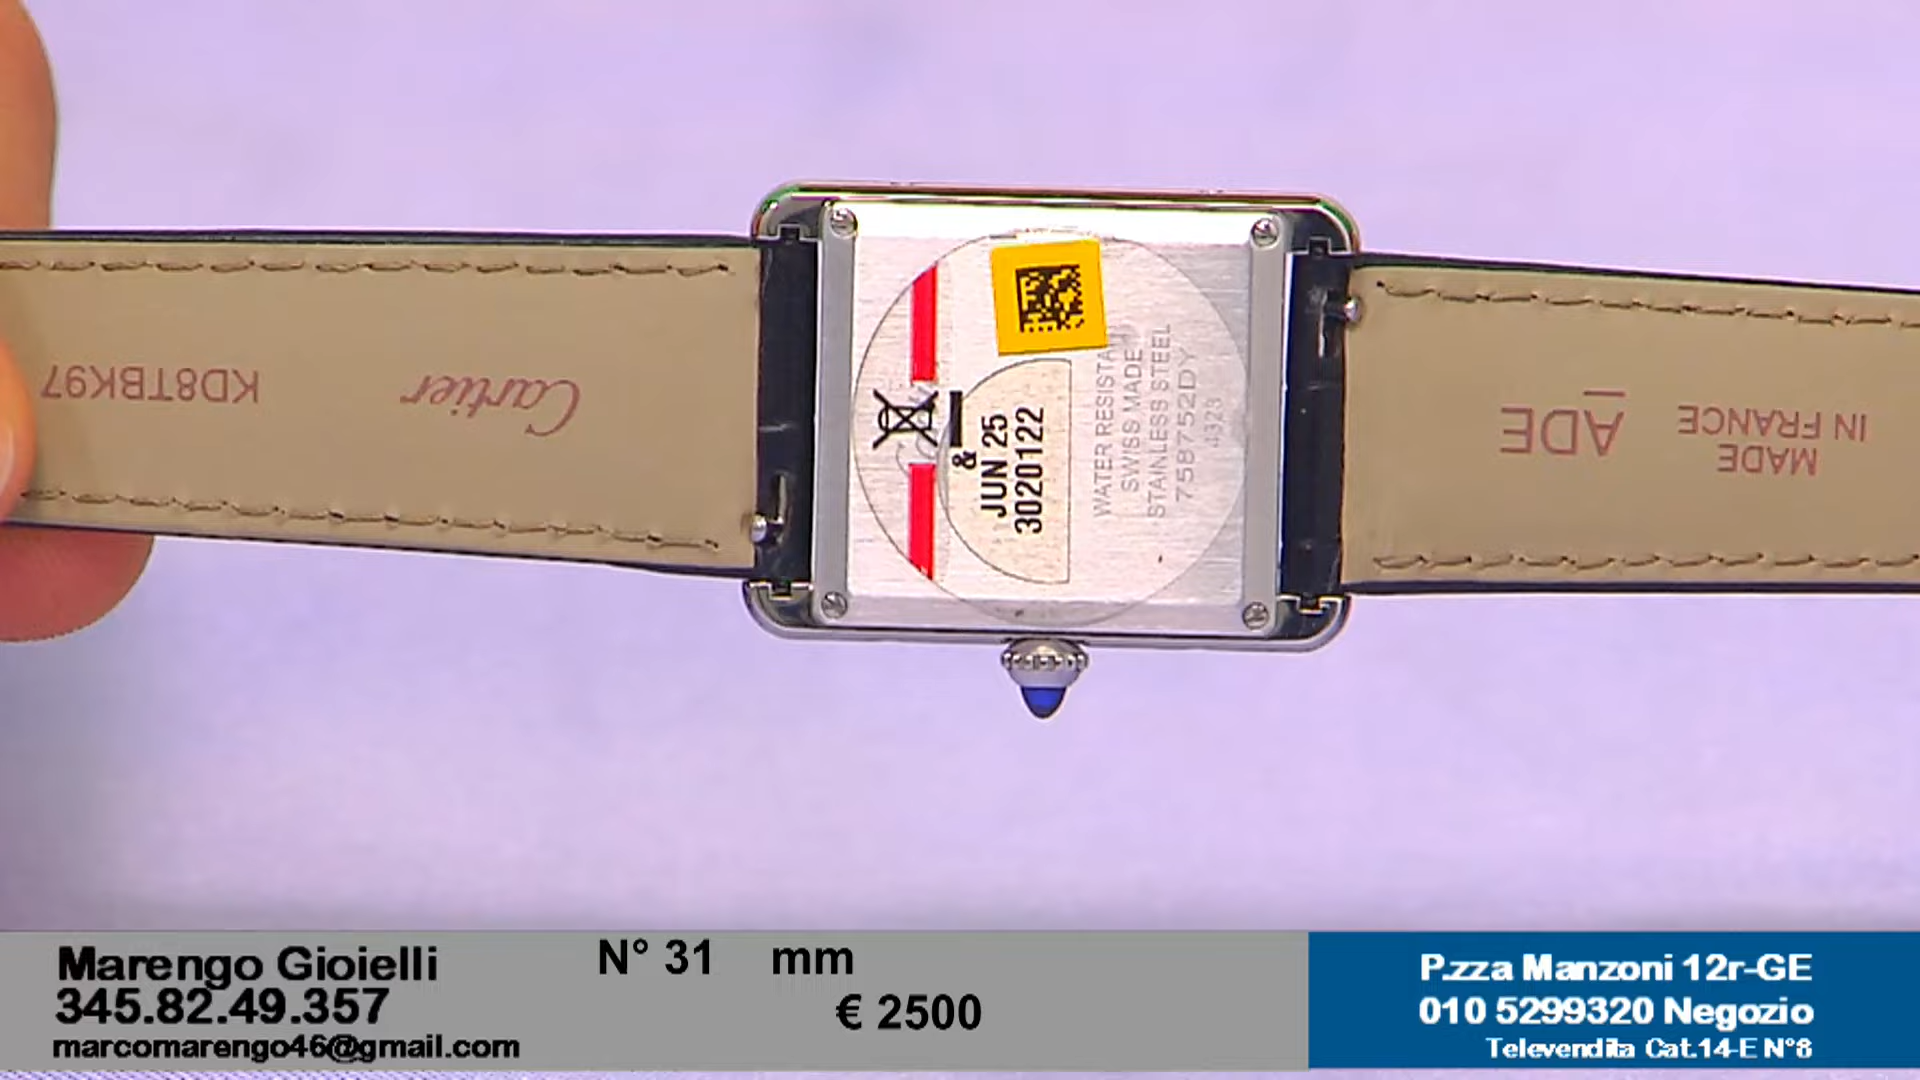 KD8TBK97
Cartier
&
JUN 25
3020122
WATER RESISTA
SWISS MADE
STAINLESS STEEL
758752DY
4323
ADE
MADE
IN FRANCE
Marengo Gioielli
345.82.49.357
marcomarengo46@gmail.com
N° 31 mm
€ 2500
P.zza Manzoni 12r-GE
010 5299320 Negozio
Televendita Cat.14-E N°8